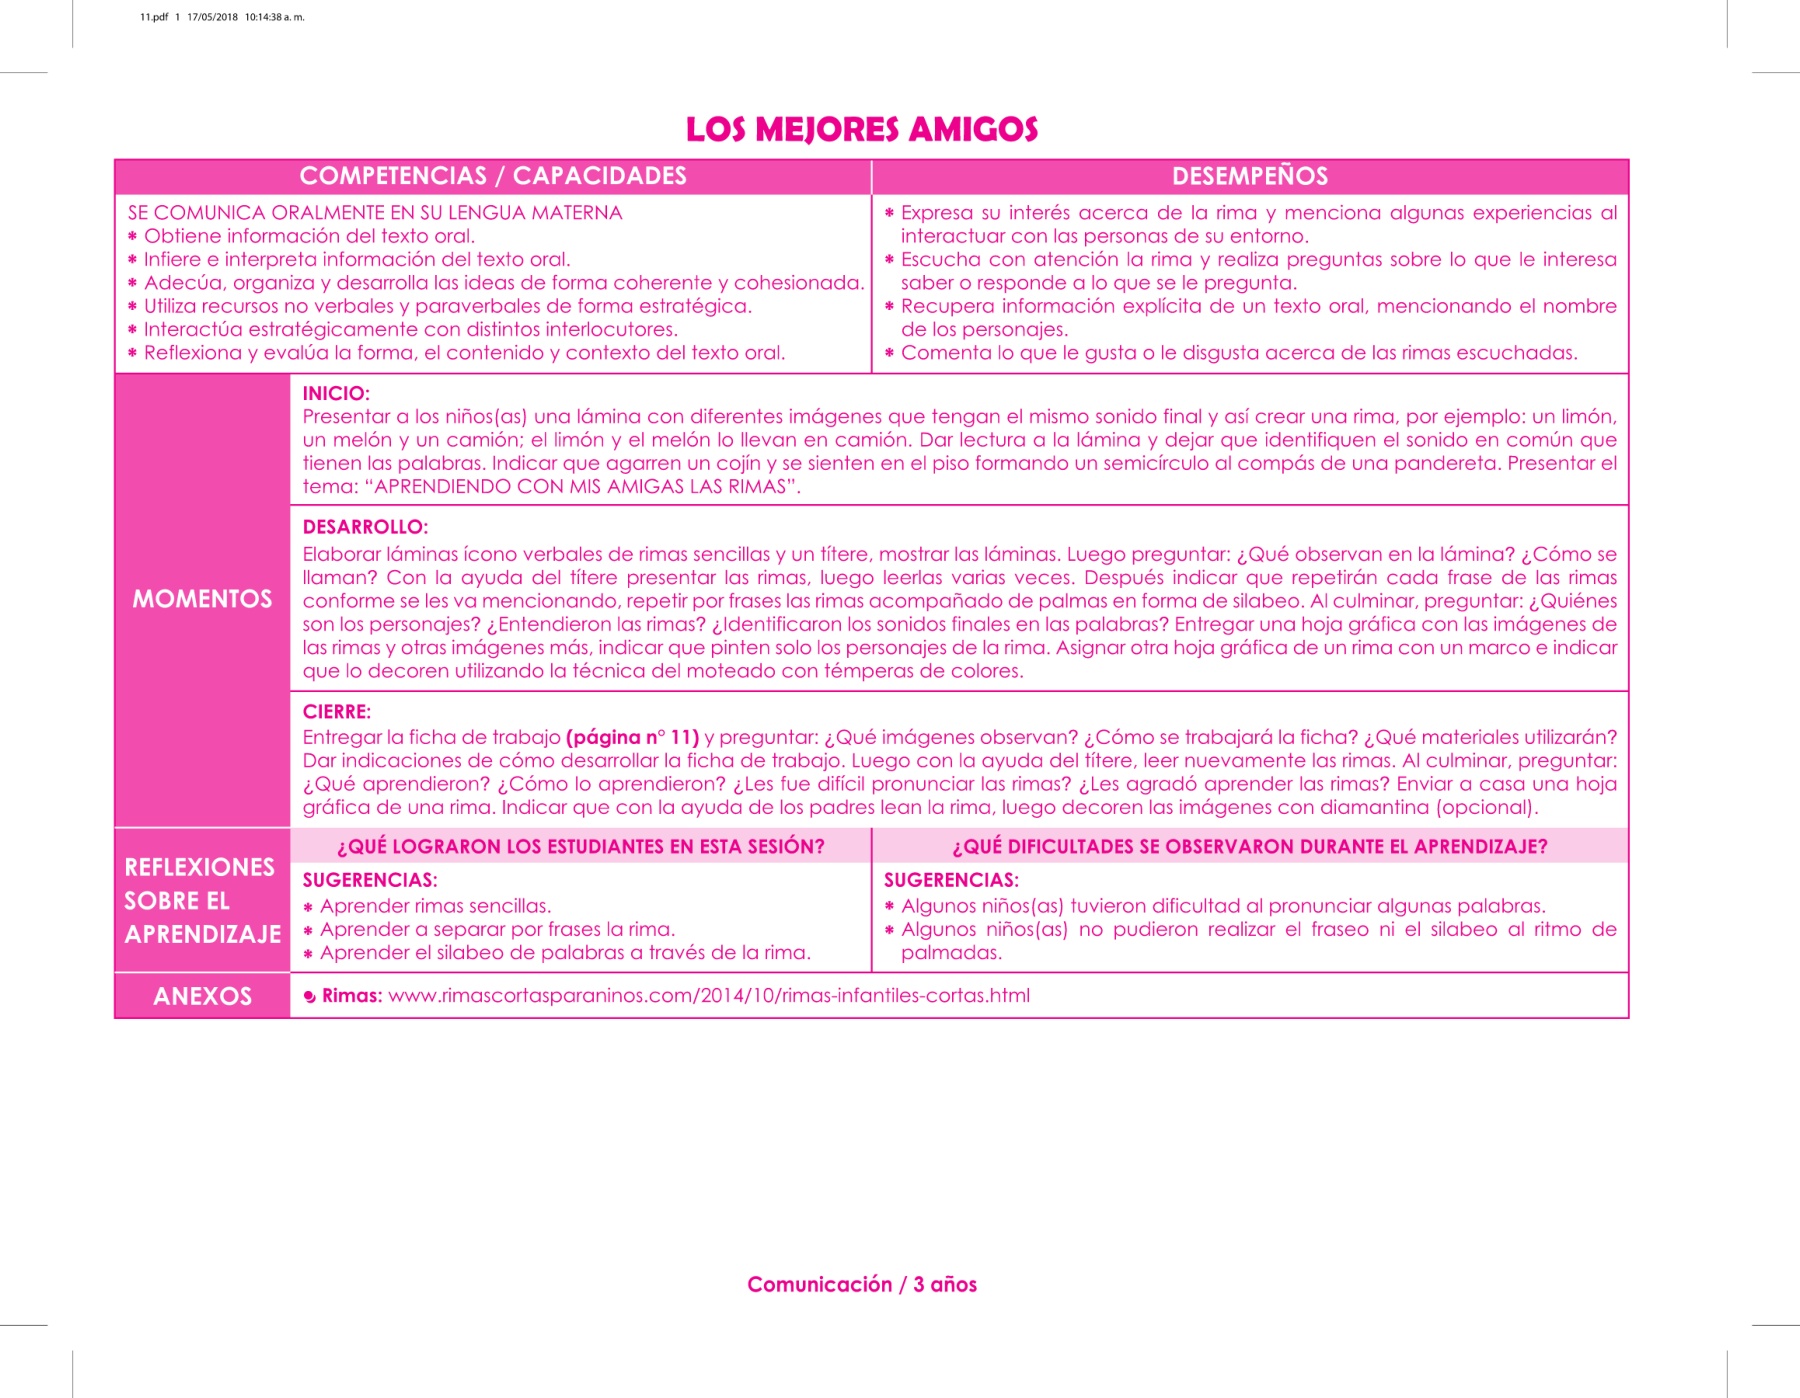 11.pdf 1 17/05/2018 10:14:38 a. m.
LOS MEJORES AMIGOS
COMPETENCIAS / CAPACIDADES
DESEMPEÑOS
SE COMUNICA ORALMENTE EN SU LENGUA MATERNA
* Obtiene información del texto oral.
* Infiere e interpreta información del texto oral.
* Adecúa, organiza y desarrolla las ideas de forma coherente y cohesionada.
* Utiliza recursos no verbales y paraverbales de forma estratégica.
* Interactúa estratégicamente con distintos interlocutores.
* Reflexiona y evalúa la forma, el contenido y contexto del texto oral.
* Expresa su interés acerca de la rima y menciona algunas experiencias al
interactuar con las personas de su entorno.
* Escucha con atención la rima y realiza preguntas sobre lo que le interesa
saber o responde a lo que se le pregunta.
* Recupera información explícita de un texto oral, mencionando el nombre
de los personajes.
* Comenta lo que le gusta o le disgusta acerca de las rimas escuchadas.
MOMENTOS
INICIO:
Presentar a los niños(as) una lámina con diferentes imágenes que tengan el mismo sonido final y así crear una rima, por ejemplo: un limón,
un melón y un camión; el limón y el melón lo llevan en camión. Dar lectura a la lámina y dejar que identifiquen el sonido en común que
tienen las palabras. Indicar que agarren un cojín y se sienten en el piso formando un semicírculo al compás de una pandereta. Presentar el
tema: “APRENDIENDO CON MIS AMIGAS LAS RIMAS”.
DESARROLLO:
Elaborar láminas ícono verbales de rimas sencillas y un títere, mostrar las láminas. Luego preguntar: ¿Qué observan en la lámina? ¿Cómo se
llaman? Con la ayuda del títere presentar las rimas, luego leerlas varias veces. Después indicar que repetirán cada frase de las rimas
conforme se les va mencionando, repetir por frases las rimas acompañado de palmas en forma de silabeo. Al culminar, preguntar: ¿Quiénes
son los personajes? ¿Entendieron las rimas? ¿Identificaron los sonidos finales en las palabras? Entregar una hoja gráfica con las imágenes de
las rimas y otras imágenes más, indicar que pinten solo los personajes de la rima. Asignar otra hoja gráfica de un rima con un marco e indicar
que lo decoren utilizando la técnica del moteado con témperas de colores.
CIERRE:
Entregar la ficha de trabajo (página n° 11) y preguntar: ¿Qué imágenes observan? ¿Cómo se trabajará la ficha? ¿Qué materiales utilizarán?
Dar indicaciones de cómo desarrollar la ficha de trabajo. Luego con la ayuda del títere, leer nuevamente las rimas. Al culminar, preguntar:
¿Qué aprendieron? ¿Cómo lo aprendieron? ¿Les fue difícil pronunciar las rimas? ¿Les agradó aprender las rimas? Enviar a casa una hoja
gráfica de una rima. Indicar que con la ayuda de los padres lean la rima, luego decoren las imágenes con diamantina (opcional).
REFLEXIONES
SOBRE EL
APRENDIZAJE
¿QUÉ LOGRARON LOS ESTUDIANTES EN ESTA SESIÓN?
SUGERENCIAS:
* Aprender rimas sencillas.
* Aprender a separar por frases la rima.
* Aprender el silabeo de palabras a través de la rima.
¿QUÉ DIFICULTADES SE OBSERVARON DURANTE EL APRENDIZAJE?
SUGERENCIAS:
* Algunos niños(as) tuvieron dificultad al pronunciar algunas palabras.
* Algunos niños(as) no pudieron realizar el fraseo ni el silabeo al ritmo de
palmadas.
ANEXOS
Rimas: www.rimascortasparaninos.com/2014/10/rimas-infantiles-cortas.html
Comunicación / 3 años